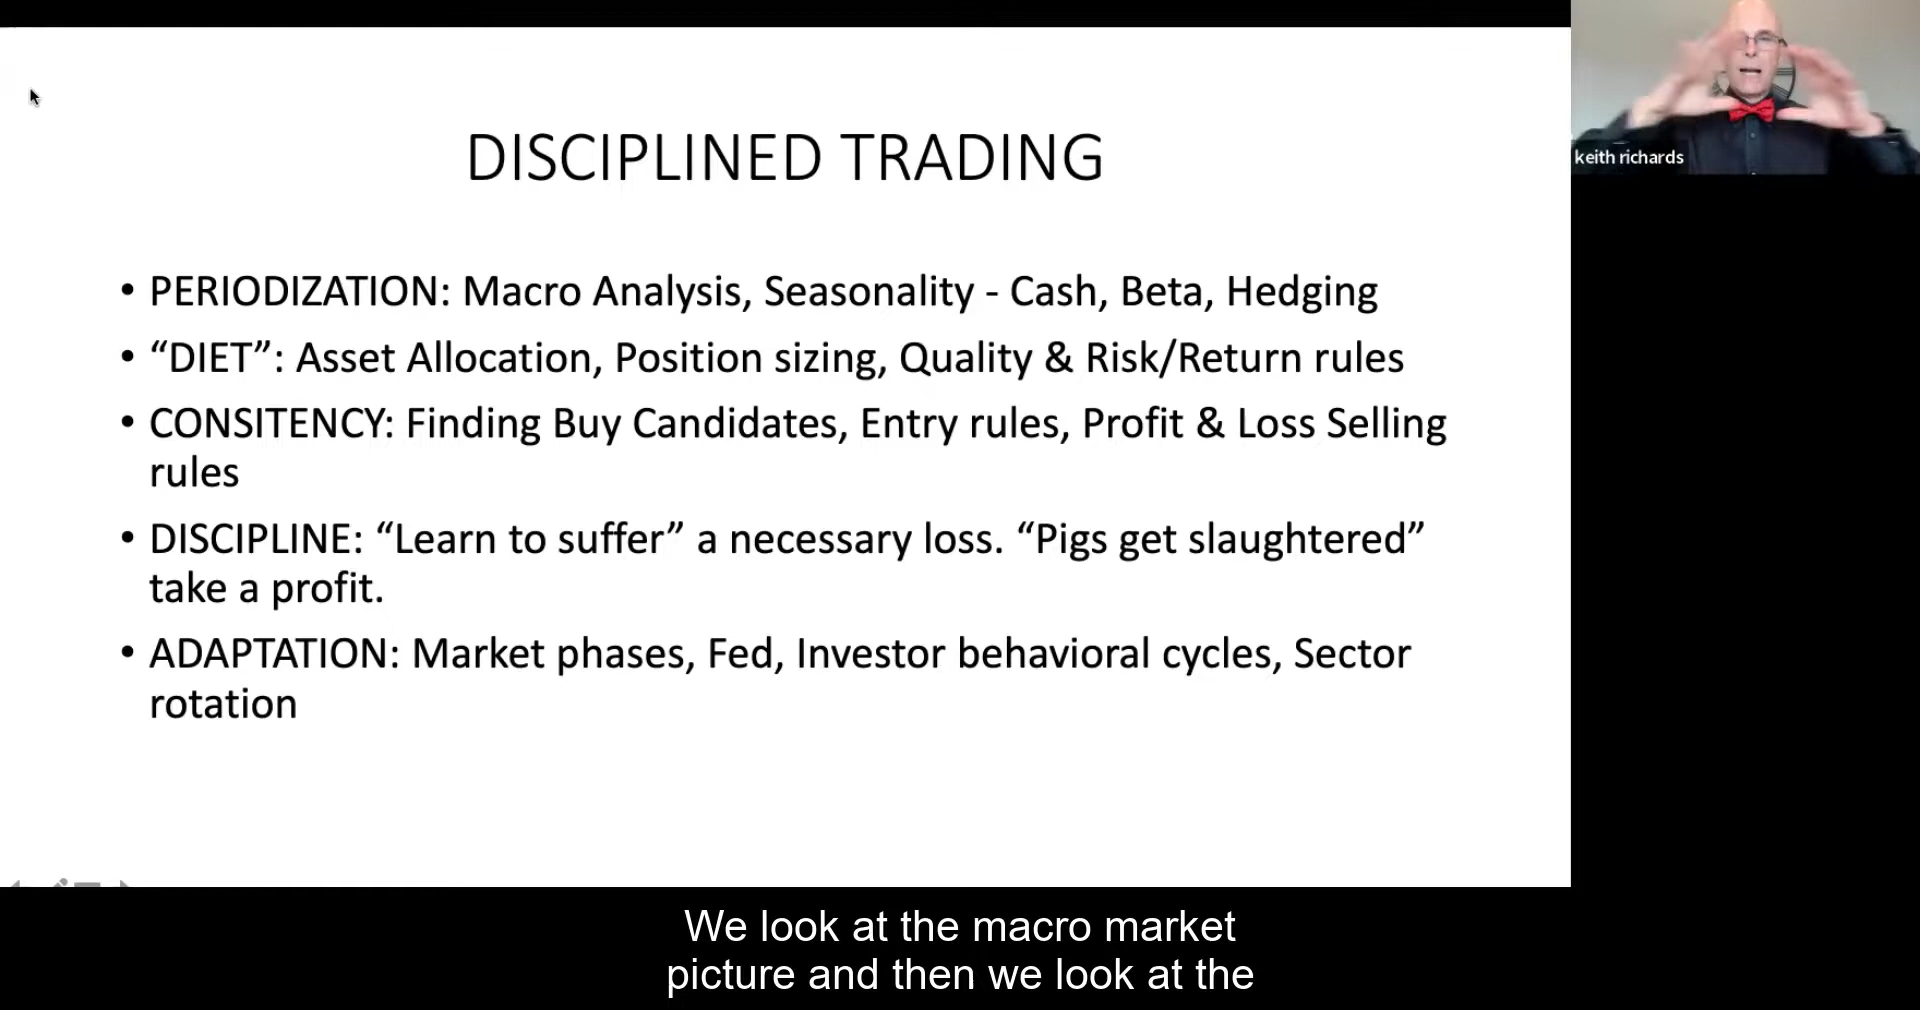 DISCIPLINED TRADING
keith richards
• PERIODIZATION: Macro Analysis, Seasonality - Cash, Beta, Hedging
• “DIET”: Asset Allocation, Position sizing, Quality & Risk/Return rules
• CONSITENCY: Finding Buy Candidates, Entry rules, Profit & Loss Selling
rules
• DISCIPLINE: “Learn to suffer” a necessary loss. “Pigs get slaughtered”
take a profit.
• ADAPTATION: Market phases, Fed, Investor behavioral cycles, Sector
rotation
We look at the macro market
picture and then we look at the